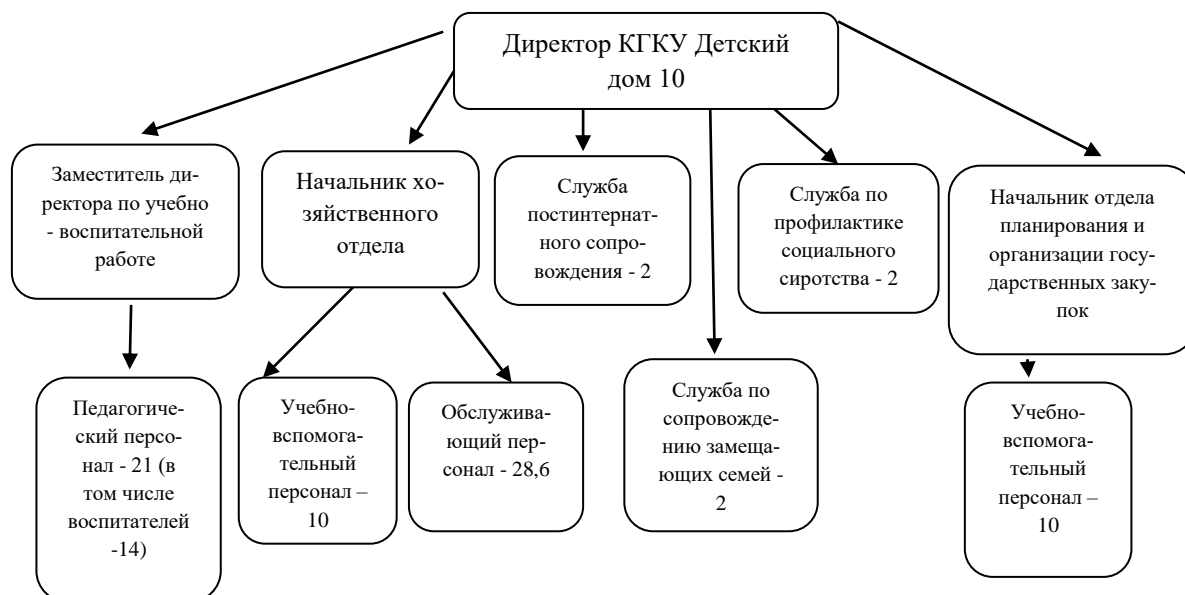 Директор КГКУ Детский
дом 10
Заместитель ди-
ректора по учебно
- воспитательной
работе
Начальник хо-
зяйственного
отдела
Служба
постинтернат-
ного сопро-
вождения - 2
Служба по
профилактике
социального
сиротства - 2
Начальник отдела
планирования и
организации госу-
дарственных заку-
пок
Педагогиче-
ский персо-
нал - 21 (в
том числе
воспитателей
-14)
Учебно-
вспомога-
тельный
персонал –
10
Обслужива-
ющий пер-
сонал - 28,6
Служба по
сопровож-
дению замеща-
ющих семей -
2
Учебно-
вспомога-
тельный
персонал –
10